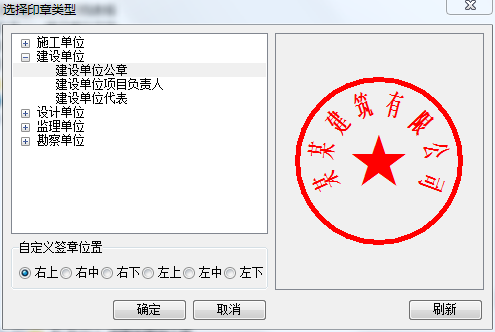 选择印章类型
施工单位
建设单位
建设单位公章
建设单位项目负责人
建设单位代表
设计单位
监理单位
勘察单位
某某建筑有限公司
自定义签章位置
右上 右中 右下 左上 左中 左下
确定 取消 刷新